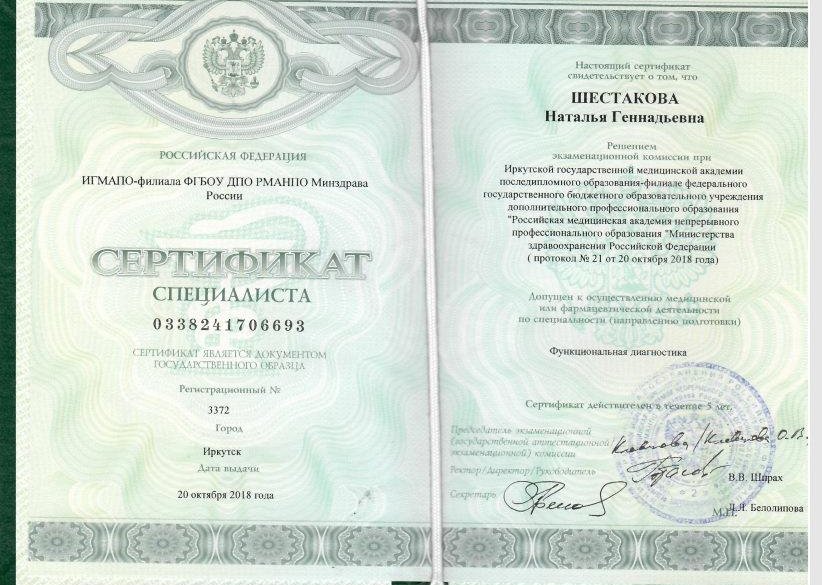 РОССИЙСКАЯ ФЕДЕРАЦИЯ
ИГМАПО-филиала ФГБОУ ДПО РМАНПО Минздрава
России
СЕРТИФИКАТ
СПЕЦИАЛИСТА
0338241706693
СЕРТИФИКАТ ЯВЛЯЕТСЯ ДОКУМЕНТОМ
ГОСУДАРСТВЕННОГО ОБРАЗЦА
Регистрационный №
3372
Город
Иркутск
Дата выдачи
20 октября 2018 года
Настоящий сертификат
свидетельствует о том, что
ШЕСТАКОВА
Наталья Геннадьевна
Решением
экзаменационной комиссии при
Иркутской государственной медицинской академии
последипломного образования-филиале федерального
государственного бюджетного образовательного учреждения
дополнительного профессионального образования
"Российская медицинская академия непрерывного
профессионального образования "Министерства
здравоохранения Российской Федерации
( протокол № 21 от 20 октября 2018 года)
Допущен к осуществлению медицинской
или фармацевтической деятельности
по специальности (направлению подготовки)
Функциональная диагностика
Сертификат действителен в течение 5 лет.
Председатель экзаменационной
(государственной аттестационной/
экзаменационной) комиссии
Ректор/Директор/Руководитель
В.В. Шпрах
Секретарь
Л.Л. Белолипова
М.П.